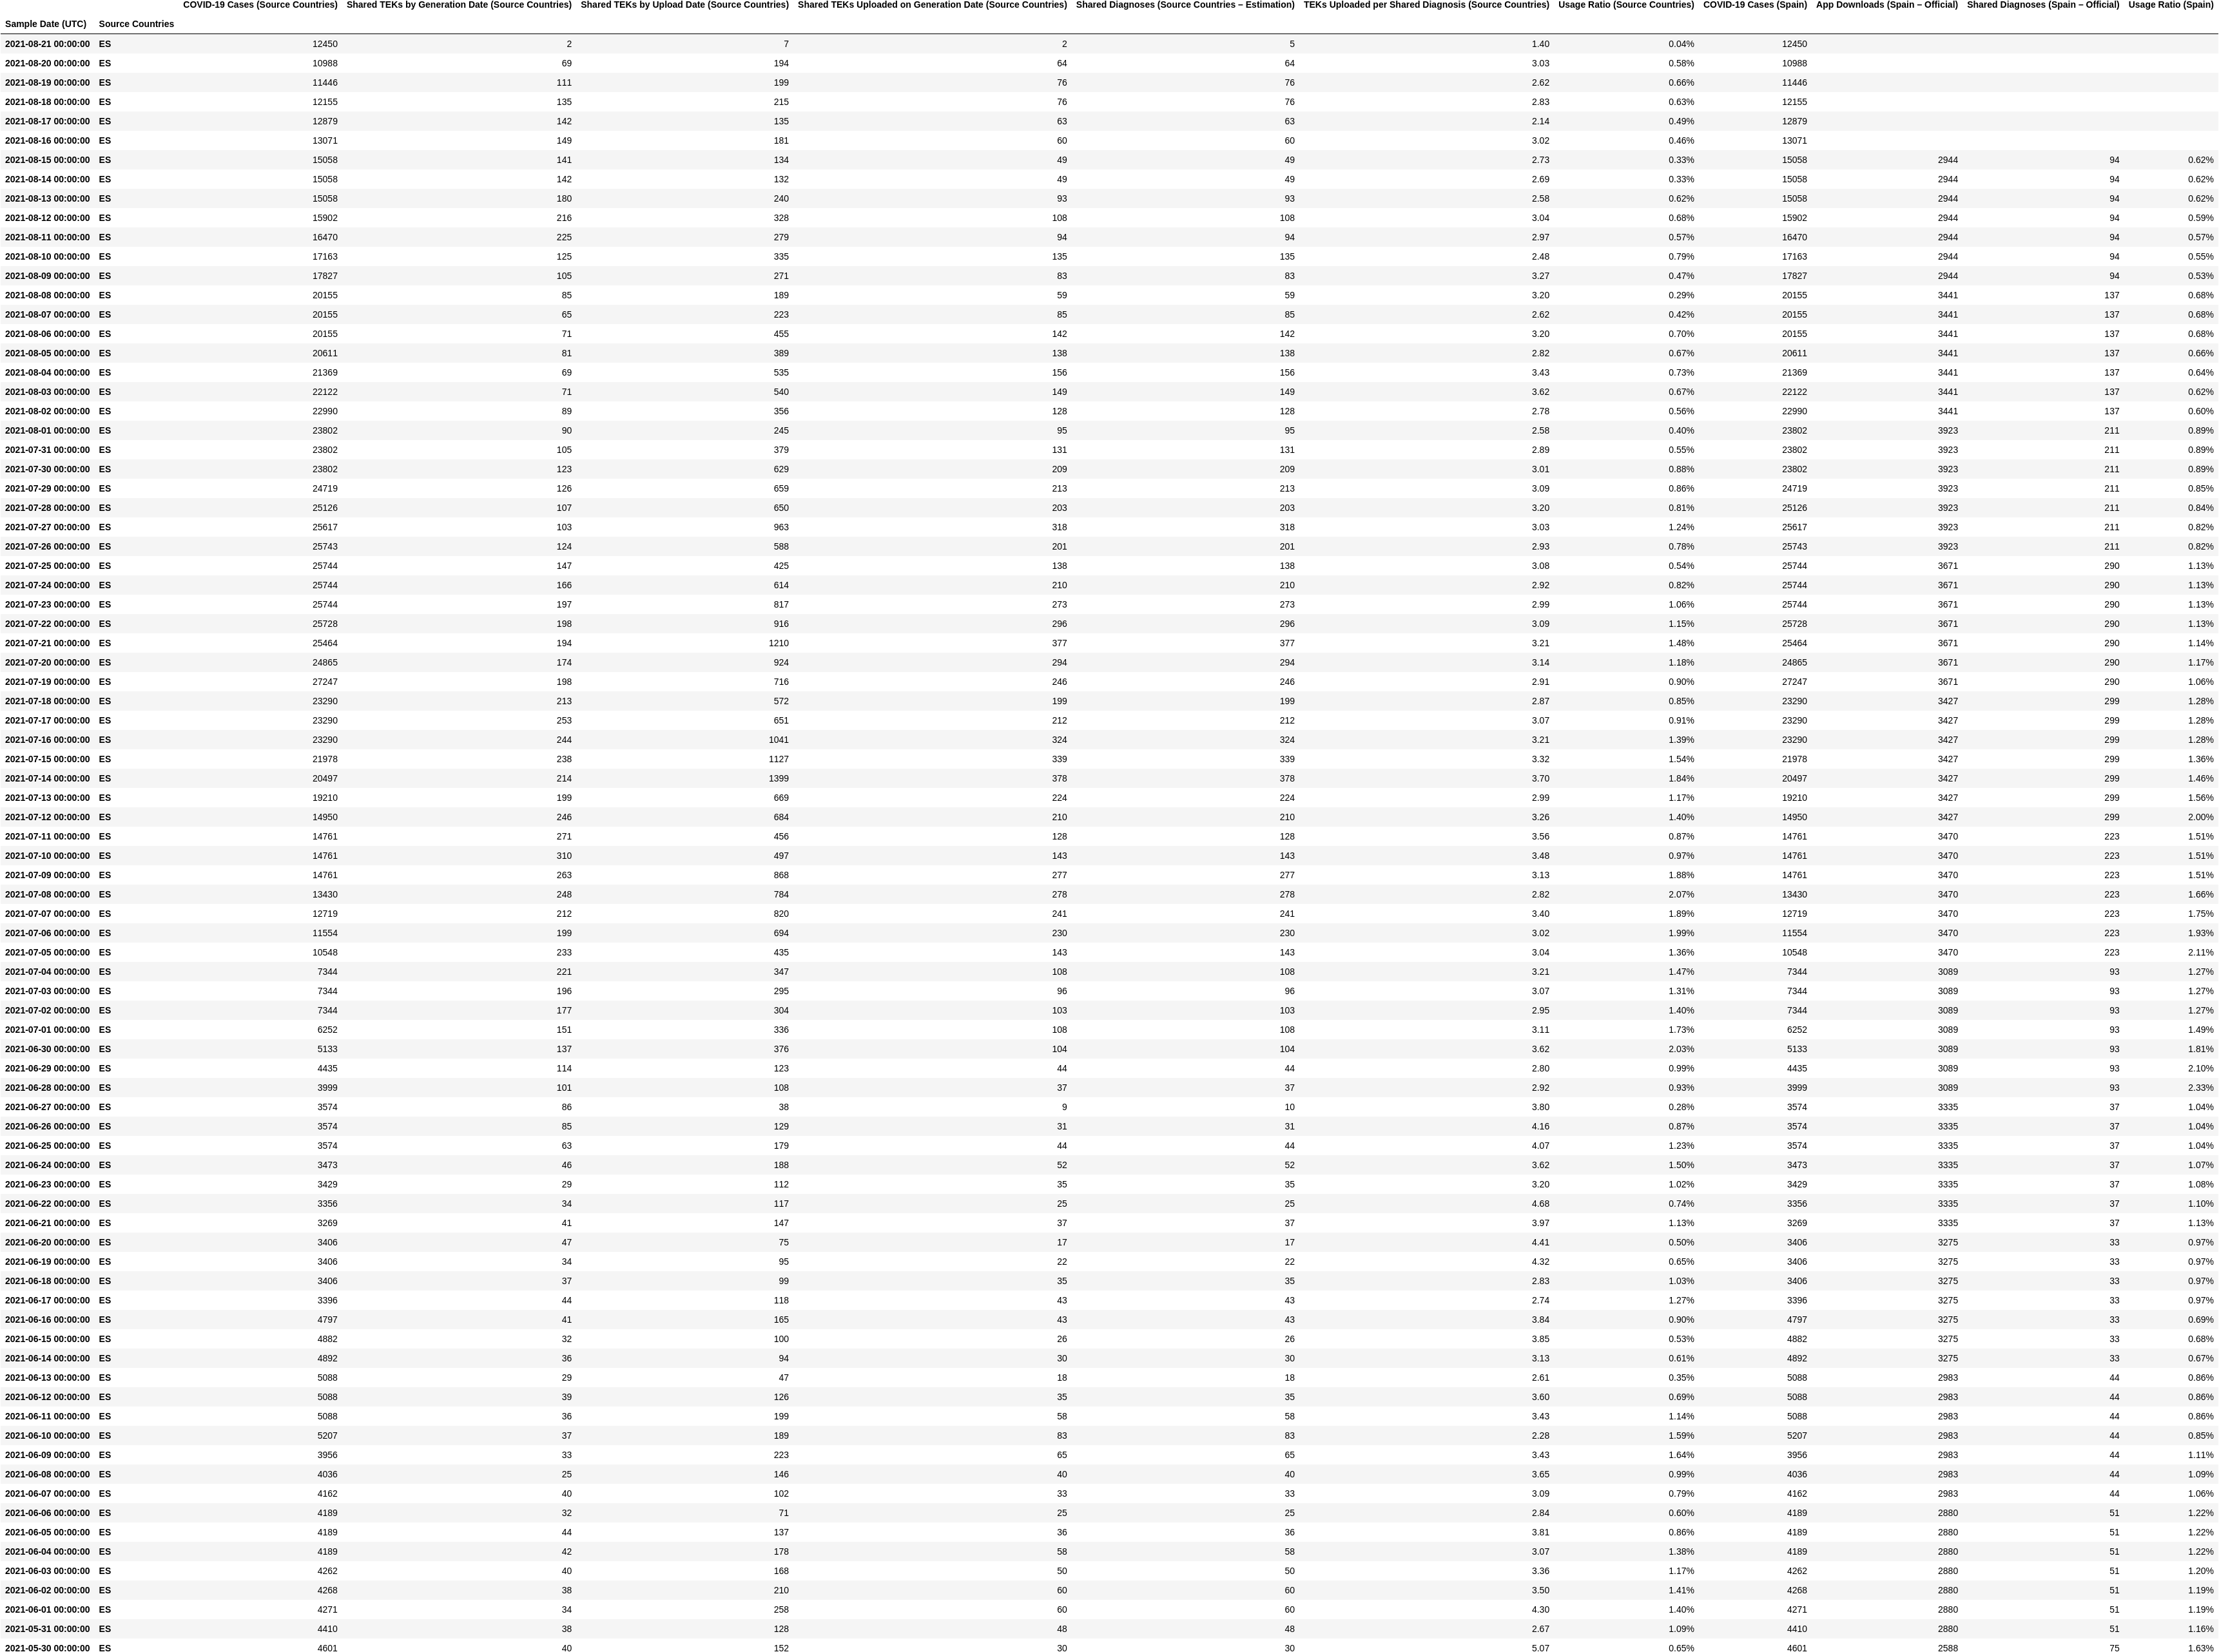 COVID-19 Cases (Source Countries) Shared TEKs by Generation Date (Source Countries) Shared TEKs by Upload Date (Source Countries) Shared TEKs Uploaded on Generation Date (Source Countries) Shared Diagnoses (Source Countries – Estimation) TEKs Uploaded per Shared Diagnosis (Source Countries) Usage Ratio (Source Countries) COVID-19 Cases (Spain) App Downloads (Spain – Official) Shared Diagnoses (Spain – Official) Usage Ratio (Spain)
Sample Date (UTC) Source Countries
2021-08-21 00:00:00 ES 12450 2 7 2 5 1.40 0.04% 12450
2021-08-20 00:00:00 ES 10988 69 194 64 64 3.03 0.58% 10988
2021-08-19 00:00:00 ES 11446 111 199 76 76 2.62 0.66% 11446
2021-08-18 00:00:00 ES 12155 135 215 76 76 2.83 0.63% 12155
2021-08-17 00:00:00 ES 12879 142 135 63 63 2.14 0.49% 12879
2021-08-16 00:00:00 ES 13071 149 181 60 60 3.02 0.46% 13071
2021-08-15 00:00:00 ES 15058 141 134 49 49 2.73 0.33% 15058 2944 94 0.62%
2021-08-14 00:00:00 ES 15058 142 132 49 49 2.69 0.33% 15058 2944 94 0.62%
2021-08-13 00:00:00 ES 15058 180 240 93 93 2.58 0.62% 15058 2944 94 0.62%
2021-08-12 00:00:00 ES 15902 216 328 108 108 3.04 0.68% 15902 2944 94 0.59%
2021-08-11 00:00:00 ES 16470 225 279 94 94 2.97 0.57% 16470 2944 94 0.57%
2021-08-10 00:00:00 ES 17163 125 335 135 135 2.48 0.79% 17163 2944 94 0.55%
2021-08-09 00:00:00 ES 17827 105 271 83 83 3.27 0.47% 17827 2944 94 0.53%
2021-08-08 00:00:00 ES 20155 85 189 59 59 3.20 0.29% 20155 3441 137 0.68%
2021-08-07 00:00:00 ES 20155 65 223 85 85 2.62 0.42% 20155 3441 137 0.68%
2021-08-06 00:00:00 ES 20155 71 455 142 142 3.20 0.70% 20155 3441 137 0.68%
2021-08-05 00:00:00 ES 20611 81 389 138 138 2.82 0.67% 20611 3441 137 0.66%
2021-08-04 00:00:00 ES 21369 69 535 156 156 3.43 0.73% 21369 3441 137 0.64%
2021-08-03 00:00:00 ES 22122 71 540 149 149 3.62 0.67% 22122 3441 137 0.62%
2021-08-02 00:00:00 ES 22990 89 356 128 128 2.78 0.56% 22990 3441 137 0.60%
2021-08-01 00:00:00 ES 23802 90 245 95 95 2.58 0.40% 23802 3923 211 0.89%
2021-07-31 00:00:00 ES 23802 105 379 131 131 2.89 0.55% 23802 3923 211 0.89%
2021-07-30 00:00:00 ES 23802 123 629 209 209 3.01 0.88% 23802 3923 211 0.89%
2021-07-29 00:00:00 ES 24719 126 659 213 213 3.09 0.86% 24719 3923 211 0.85%
2021-07-28 00:00:00 ES 25126 107 650 203 203 3.20 0.81% 25126 3923 211 0.84%
2021-07-27 00:00:00 ES 25617 103 963 318 318 3.03 1.24% 25617 3923 211 0.82%
2021-07-26 00:00:00 ES 25743 124 588 201 201 2.93 0.78% 25743 3923 211 0.82%
2021-07-25 00:00:00 ES 25744 147 425 138 138 3.08 0.54% 25744 3671 290 1.13%
2021-07-24 00:00:00 ES 25744 166 614 210 210 2.92 0.82% 25744 3671 290 1.13%
2021-07-23 00:00:00 ES 25744 197 817 273 273 2.99 1.06% 25744 3671 290 1.13%
2021-07-22 00:00:00 ES 25728 198 916 296 296 3.09 1.15% 25728 3671 290 1.13%
2021-07-21 00:00:00 ES 25464 194 1210 377 377 3.21 1.48% 25464 3671 290 1.14%
2021-07-20 00:00:00 ES 24865 174 924 294 294 3.14 1.18% 24865 3671 290 1.17%
2021-07-19 00:00:00 ES 27247 198 716 246 246 2.91 0.90% 27247 3671 290 1.06%
2021-07-18 00:00:00 ES 23290 213 572 199 199 2.87 0.85% 23290 3427 299 1.28%
2021-07-17 00:00:00 ES 23290 253 651 212 212 3.07 0.91% 23290 3427 299 1.28%
2021-07-16 00:00:00 ES 23290 244 1041 324 324 3.21 1.39% 23290 3427 299 1.28%
2021-07-15 00:00:00 ES 21978 238 1127 339 339 3.32 1.54% 21978 3427 299 1.36%
2021-07-14 00:00:00 ES 20497 214 1399 378 378 3.70 1.84% 20497 3427 299 1.46%
2021-07-13 00:00:00 ES 19210 199 669 224 224 2.99 1.17% 19210 3427 299 1.56%
2021-07-12 00:00:00 ES 14950 246 684 210 210 3.26 1.40% 14950 3427 299 2.00%
2021-07-11 00:00:00 ES 14761 271 456 128 128 3.56 0.87% 14761 3470 223 1.51%
2021-07-10 00:00:00 ES 14761 310 497 143 143 3.48 0.97% 14761 3470 223 1.51%
2021-07-09 00:00:00 ES 14761 263 868 277 277 3.13 1.88% 14761 3470 223 1.51%
2021-07-08 00:00:00 ES 13430 248 784 278 278 2.82 2.07% 13430 3470 223 1.66%
2021-07-07 00:00:00 ES 12719 212 820 241 241 3.40 1.89% 12719 3470 223 1.75%
2021-07-06 00:00:00 ES 11554 199 694 230 230 3.02 1.99% 11554 3470 223 1.93%
2021-07-05 00:00:00 ES 10548 233 435 143 143 3.04 1.36% 10548 3470 223 2.11%
2021-07-04 00:00:00 ES 7344 221 347 108 108 3.21 1.47% 7344 3089 93 1.27%
2021-07-03 00:00:00 ES 7344 196 295 96 96 3.07 1.31% 7344 3089 93 1.27%
2021-07-02 00:00:00 ES 7344 177 304 103 103 2.95 1.40% 7344 3089 93 1.27%
2021-07-01 00:00:00 ES 6252 151 336 108 108 3.11 1.73% 6252 3089 93 1.49%
2021-06-30 00:00:00 ES 5133 137 376 104 104 3.62 2.03% 5133 3089 93 1.81%
2021-06-29 00:00:00 ES 4435 114 123 44 44 2.80 0.99% 4435 3089 93 2.10%
2021-06-28 00:00:00 ES 3999 101 108 37 37 2.92 0.93% 3999 3089 93 2.33%
2021-06-27 00:00:00 ES 3574 86 38 9 10 3.80 0.28% 3574 3335 37 1.04%
2021-06-26 00:00:00 ES 3574 85 129 31 31 4.16 0.87% 3574 3335 37 1.04%
2021-06-25 00:00:00 ES 3574 63 179 44 44 4.07 1.23% 3574 3335 37 1.04%
2021-06-24 00:00:00 ES 3473 46 188 52 52 3.62 1.50% 3473 3335 37 1.07%
2021-06-23 00:00:00 ES 3429 29 112 35 35 3.20 1.02% 3429 3335 37 1.08%
2021-06-22 00:00:00 ES 3356 34 117 25 25 4.68 0.74% 3356 3335 37 1.10%
2021-06-21 00:00:00 ES 3269 41 147 37 37 3.97 1.13% 3269 3335 37 1.13%
2021-06-20 00:00:00 ES 3406 47 75 17 17 4.41 0.50% 3406 3275 33 0.97%
2021-06-19 00:00:00 ES 3406 34 95 22 22 4.32 0.65% 3406 3275 33 0.97%
2021-06-18 00:00:00 ES 3406 37 99 35 35 2.83 1.03% 3406 3275 33 0.97%
2021-06-17 00:00:00 ES 3396 44 118 43 43 2.74 1.27% 3396 3275 33 0.97%
2021-06-16 00:00:00 ES 4797 41 165 43 43 3.84 0.90% 4797 3275 33 0.69%
2021-06-15 00:00:00 ES 4882 32 100 26 26 3.85 0.53% 4882 3275 33 0.68%
2021-06-14 00:00:00 ES 4892 36 94 30 30 3.13 0.61% 4892 3275 33 0.67%
2021-06-13 00:00:00 ES 5088 29 47 18 18 2.61 0.35% 5088 2983 44 0.86%
2021-06-12 00:00:00 ES 5088 39 126 35 35 3.60 0.69% 5088 2983 44 0.86%
2021-06-11 00:00:00 ES 5088 36 199 58 58 3.43 1.14% 5088 2983 44 0.86%
2021-06-10 00:00:00 ES 5207 37 189 83 83 2.28 1.59% 5207 2983 44 0.85%
2021-06-09 00:00:00 ES 3956 33 223 65 65 3.43 1.64% 3956 2983 44 1.11%
2021-06-08 00:00:00 ES 4036 25 146 40 40 3.65 0.99% 4036 2983 44 1.09%
2021-06-07 00:00:00 ES 4162 40 102 33 33 3.09 0.79% 4162 2983 44 1.06%
2021-06-06 00:00:00 ES 4189 32 71 25 25 2.84 0.60% 4189 2880 51 1.22%
2021-06-05 00:00:00 ES 4189 44 137 36 36 3.81 0.86% 4189 2880 51 1.22%
2021-06-04 00:00:00 ES 4189 42 178 58 58 3.07 1.38% 4189 2880 51 1.22%
2021-06-03 00:00:00 ES 4262 40 168 50 50 3.36 1.17% 4262 2880 51 1.20%
2021-06-02 00:00:00 ES 4268 38 210 60 60 3.50 1.41% 4268 2880 51 1.19%
2021-06-01 00:00:00 ES 4271 34 258 60 60 4.30 1.40% 4271 2880 51 1.19%
2021-05-31 00:00:00 ES 4410 38 128 48 48 2.67 1.09% 4410 2880 51 1.16%
2021-05-30 00:00:00 ES 4601 40 152 30 30 5.07 0.65% 4601 2588 75 1.63%